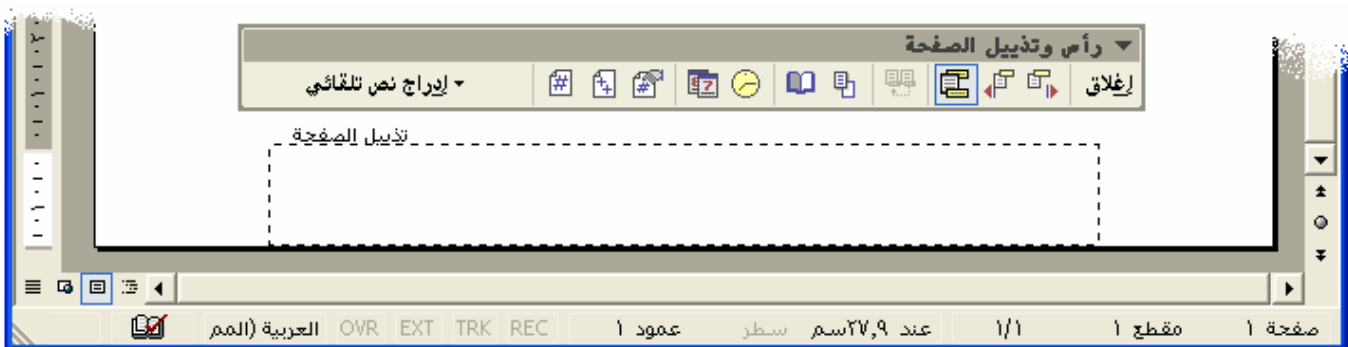 رأس وتذييل الصفحة
إدراج نص تلقائي
إغلاق
تذييل الصفحة
صفحة ١ مقطع ١ ١/١ عند ٢٧,٩سم سطر عمود ١ REC TRK EXT OVR العربية (المم